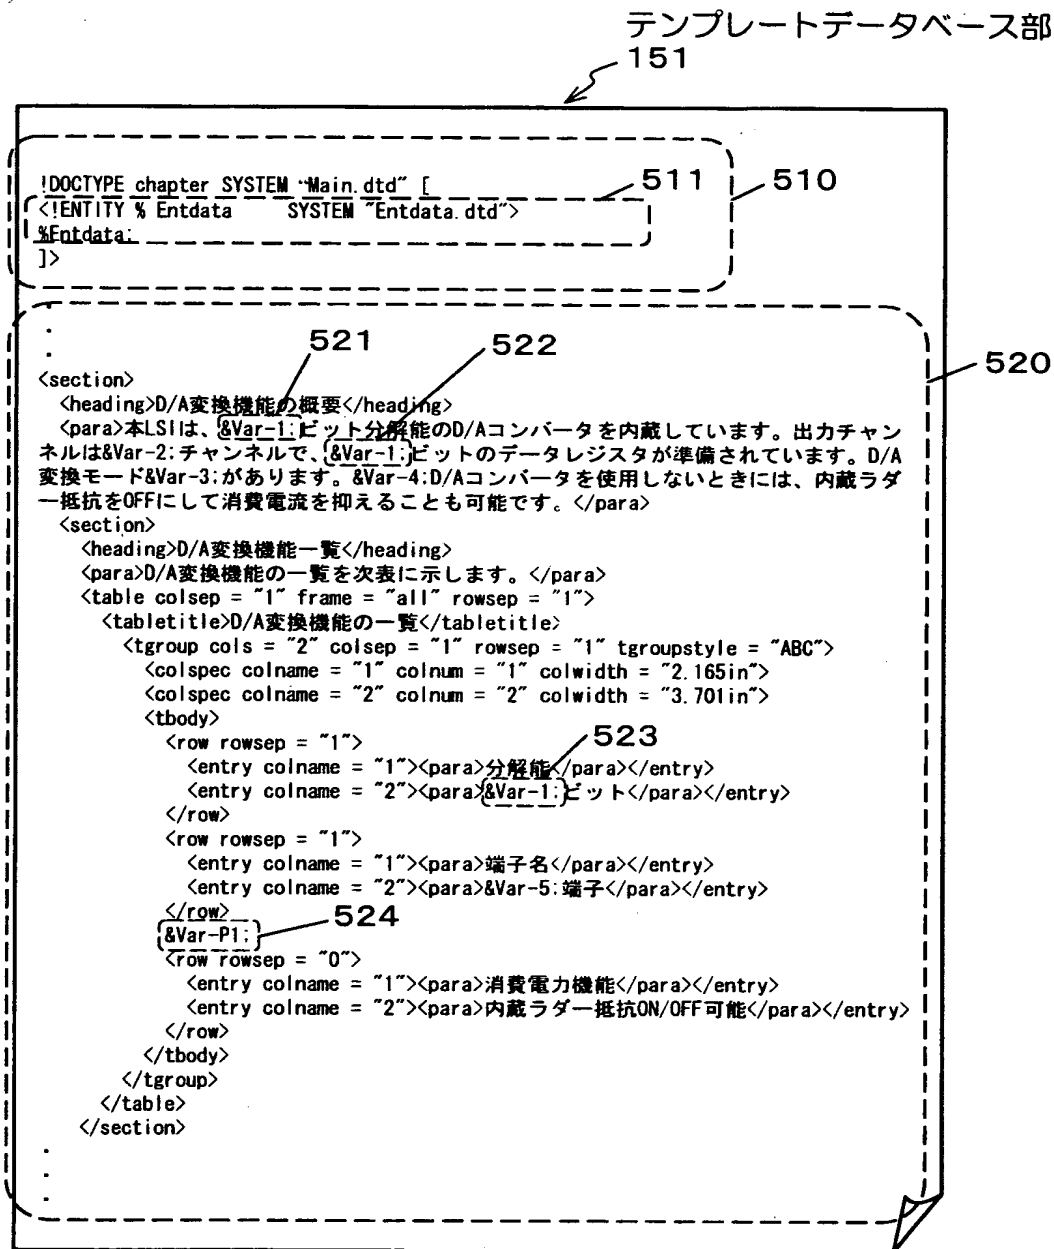 テンプレートデータベース部
151
!DOCTYPE chapter SYSTEM "Main.dtd" [
511
510
<!ENTITY % Entdata SYSTEM "Entdata.dtd">
%Entdata;
]>
.
.
.
521
522
520
<section>
<heading>D/A変換機能の概要</heading>
<para>本LSIは、&Var-1;ビット分解能のD/Aコンバータを内蔵しています。出力チャン
ネルは&Var-2;チャンネルで、&Var-1;ビットのデータレジスタが準備されています。D/A
変換モード&Var-3;があります。&Var-4;D/Aコンバータを使用しないときには、内蔵ラダ
ー抵抗をOFFにして消費電流を抑えることも可能です。</para>
<section>
<heading>D/A変換機能一覧</heading>
<para>D/A変換機能の一覧を次表に示します。</para>
<table colsep = "1" frame = "all" rowsep = "1">
<tabletitle>D/A変換機能の一覧</tabletitle>
<tgroup cols = "2" colsep = "1" rowsep = "1" tgroupstyle = "ABC">
<colspec colname = "1" colnum = "1" colwidth = "2.165in">
<colspec colname = "2" colnum = "2" colwidth = "3.701in">
<tbody>
<row rowsep = "1">
523
<entry colname = "1"><para>分解能</para></entry>
<entry colname = "2"><para>&Var-1;ビット</para></entry>
</row>
<row rowsep = "1">
<entry colname = "1"><para>端子名</para></entry>
<entry colname = "2"><para>&Var-5;端子</para></entry>
</row>
524
&Var-P1;
<row rowsep = "0">
<entry colname = "1"><para>消費電力機能</para></entry>
<entry colname = "2"><para>内蔵ラダー抵抗ON/OFF可能</para></entry>
</row>
</tbody>
</tgroup>
</table>
</section>
.
.
.